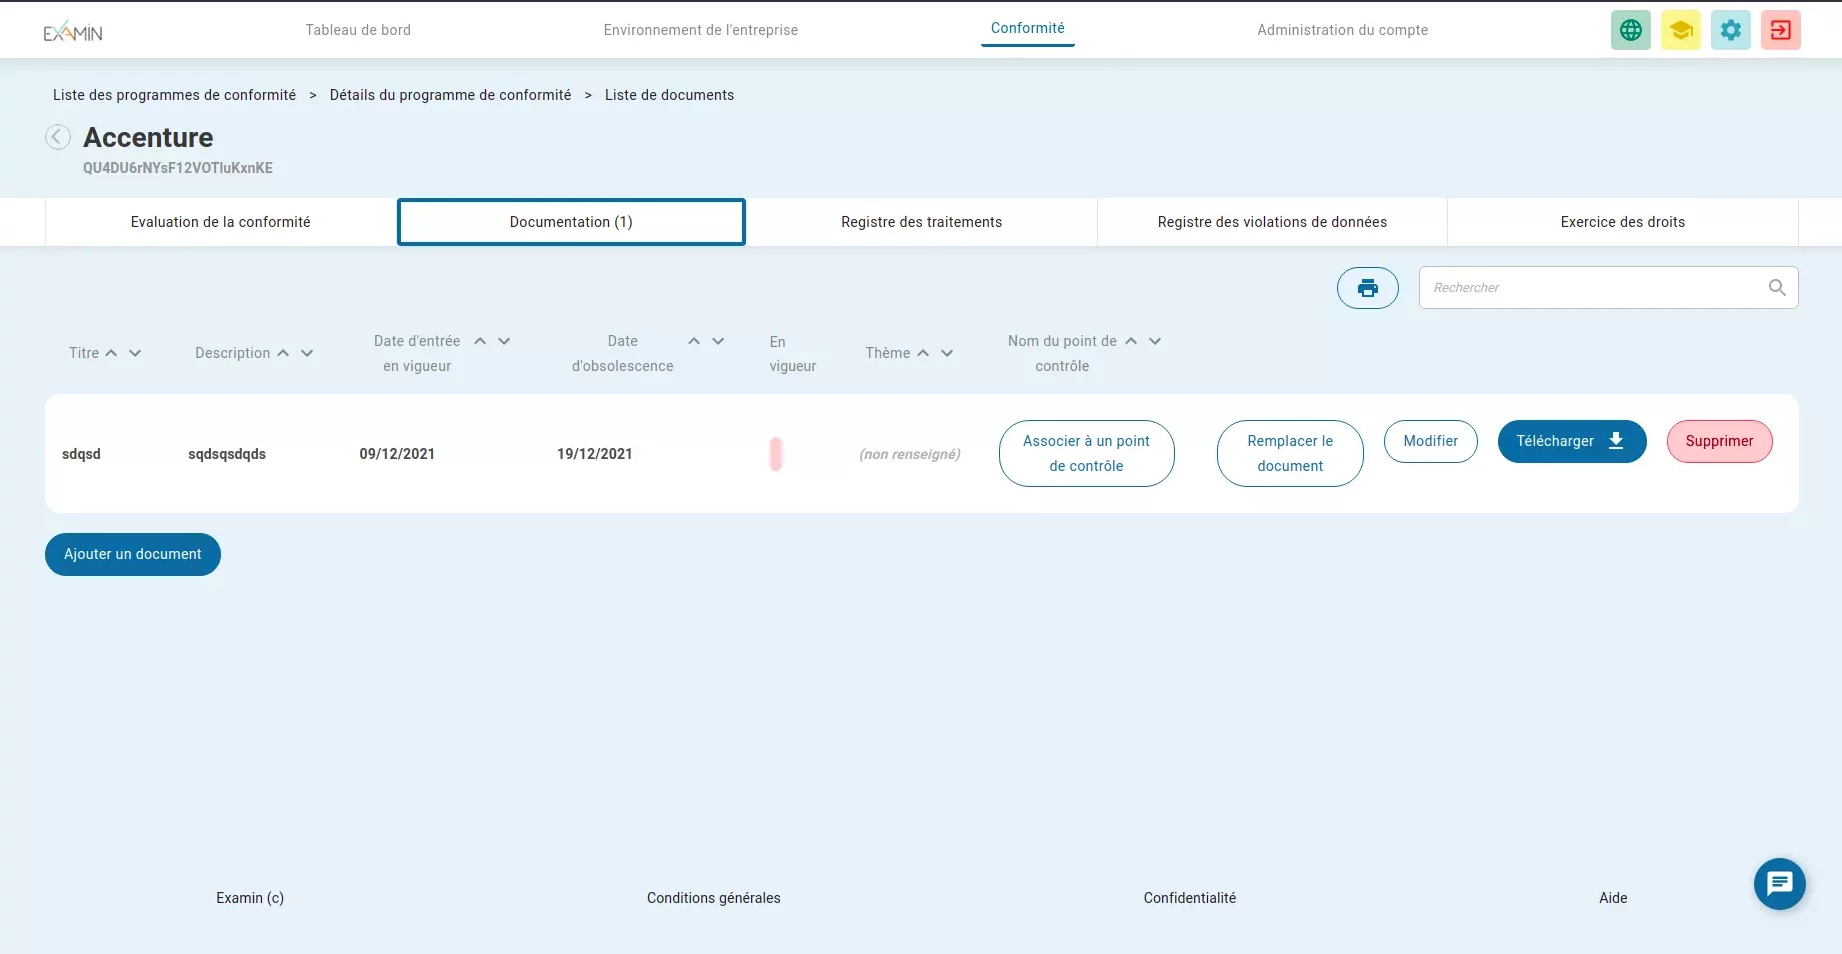 EXAMIN
Tableau de bord
Environnement de l'entreprise
Conformité
Administration du compte
Liste des programmes de conformité > Détails du programme de conformité > Liste de documents
Accenture
QU4DU6rNYsF12VOTluKxnKE
Evaluation de la conformité
Documentation (1)
Registre des traitements
Registre des violations de données
Exercice des droits
Rechercher
Titre
Description
Date d'entrée
en vigueur
Date
d'obsolescence
En
vigueur
Thème
Nom du point de
contrôle
sdqsd
sqdsqsdqds
09/12/2021
19/12/2021
(non renseigné)
Associer à un point
de contrôle
Remplacer le
document
Modifier
Télécharger
Supprimer
Ajouter un document
Examin (c)
Conditions générales
Confidentialité
Aide